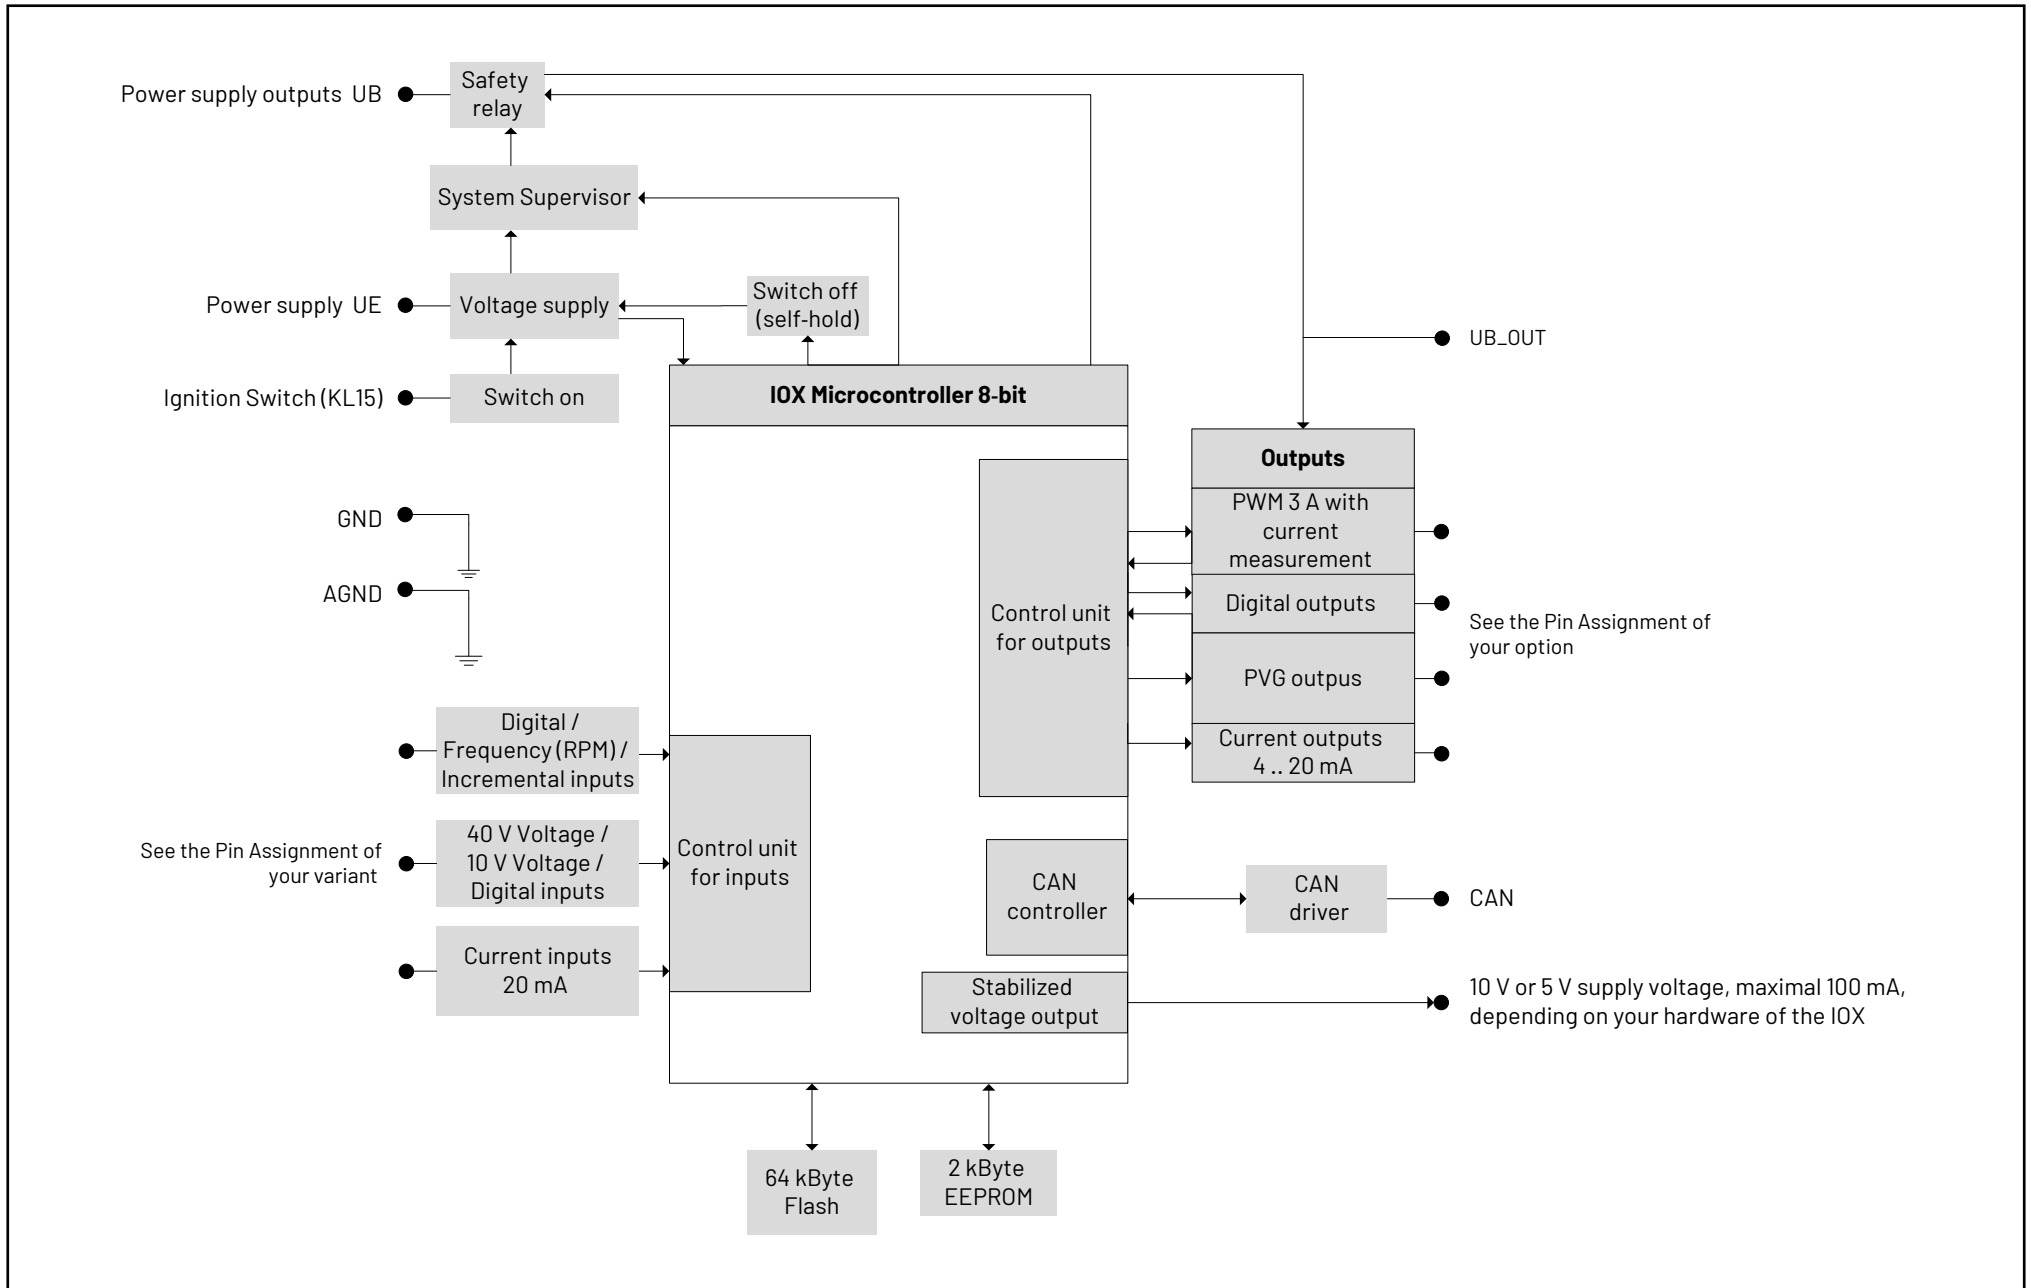 Power supply outputs UB
Safety
relay
System Supervisor
Power supply UE
Voltage supply
Switch off
(self-hold)
Ignition Switch (KL15)
Switch on
UB_OUT
IOX Microcontroller 8-bit
GND
AGND
Outputs
PWM 3 A with
current
measurement
Digital outputs
PVG outpus
Current outputs
4 .. 20 mA
Control unit
for outputs
See the Pin Assignment of
your option
Digital /
Frequency (RPM) /
Incremental inputs
40 V Voltage /
10 V Voltage /
Digital inputs
Current inputs
20 mA
See the Pin Assignment of
your variant
Control unit
for inputs
CAN
controller
CAN
driver
CAN
Stabilized
voltage output
10 V or 5 V supply voltage, maximal 100 mA,
depending on your hardware of the IOX
64 kByte
Flash
2 kByte
EEPROM